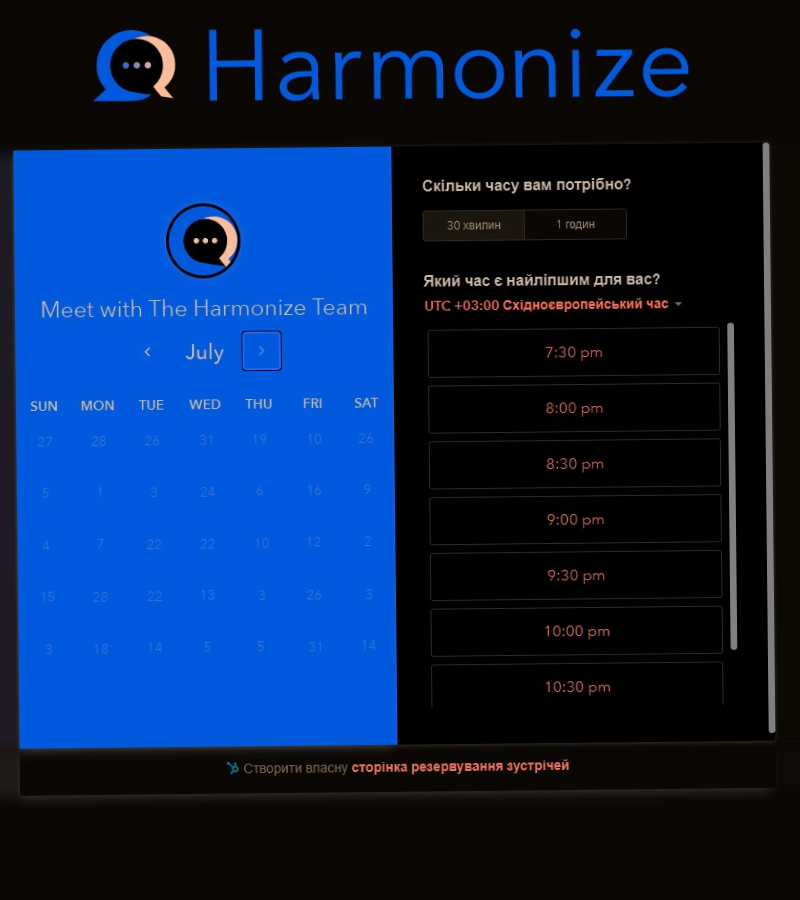 Harmonize
Meet with The Harmonize Team
July
SUN MON TUE WED THU FRI SAT
27 28 26 31 19 10 26
5 1 3 24 6 16 9
4 7 22 22 10 12 2
15 28 22 13 3 26 3
3 18 14 5 5 31 14
Скільки часу вам потрібно?
30 хвилин 1 годин
Який час є найліпшим для вас?
UTC +03:00 Східноєвропейський час
7:30 pm
8:00 pm
8:30 pm
9:00 pm
9:30 pm
10:00 pm
10:30 pm
Створити власну сторінка резервування зустрічей